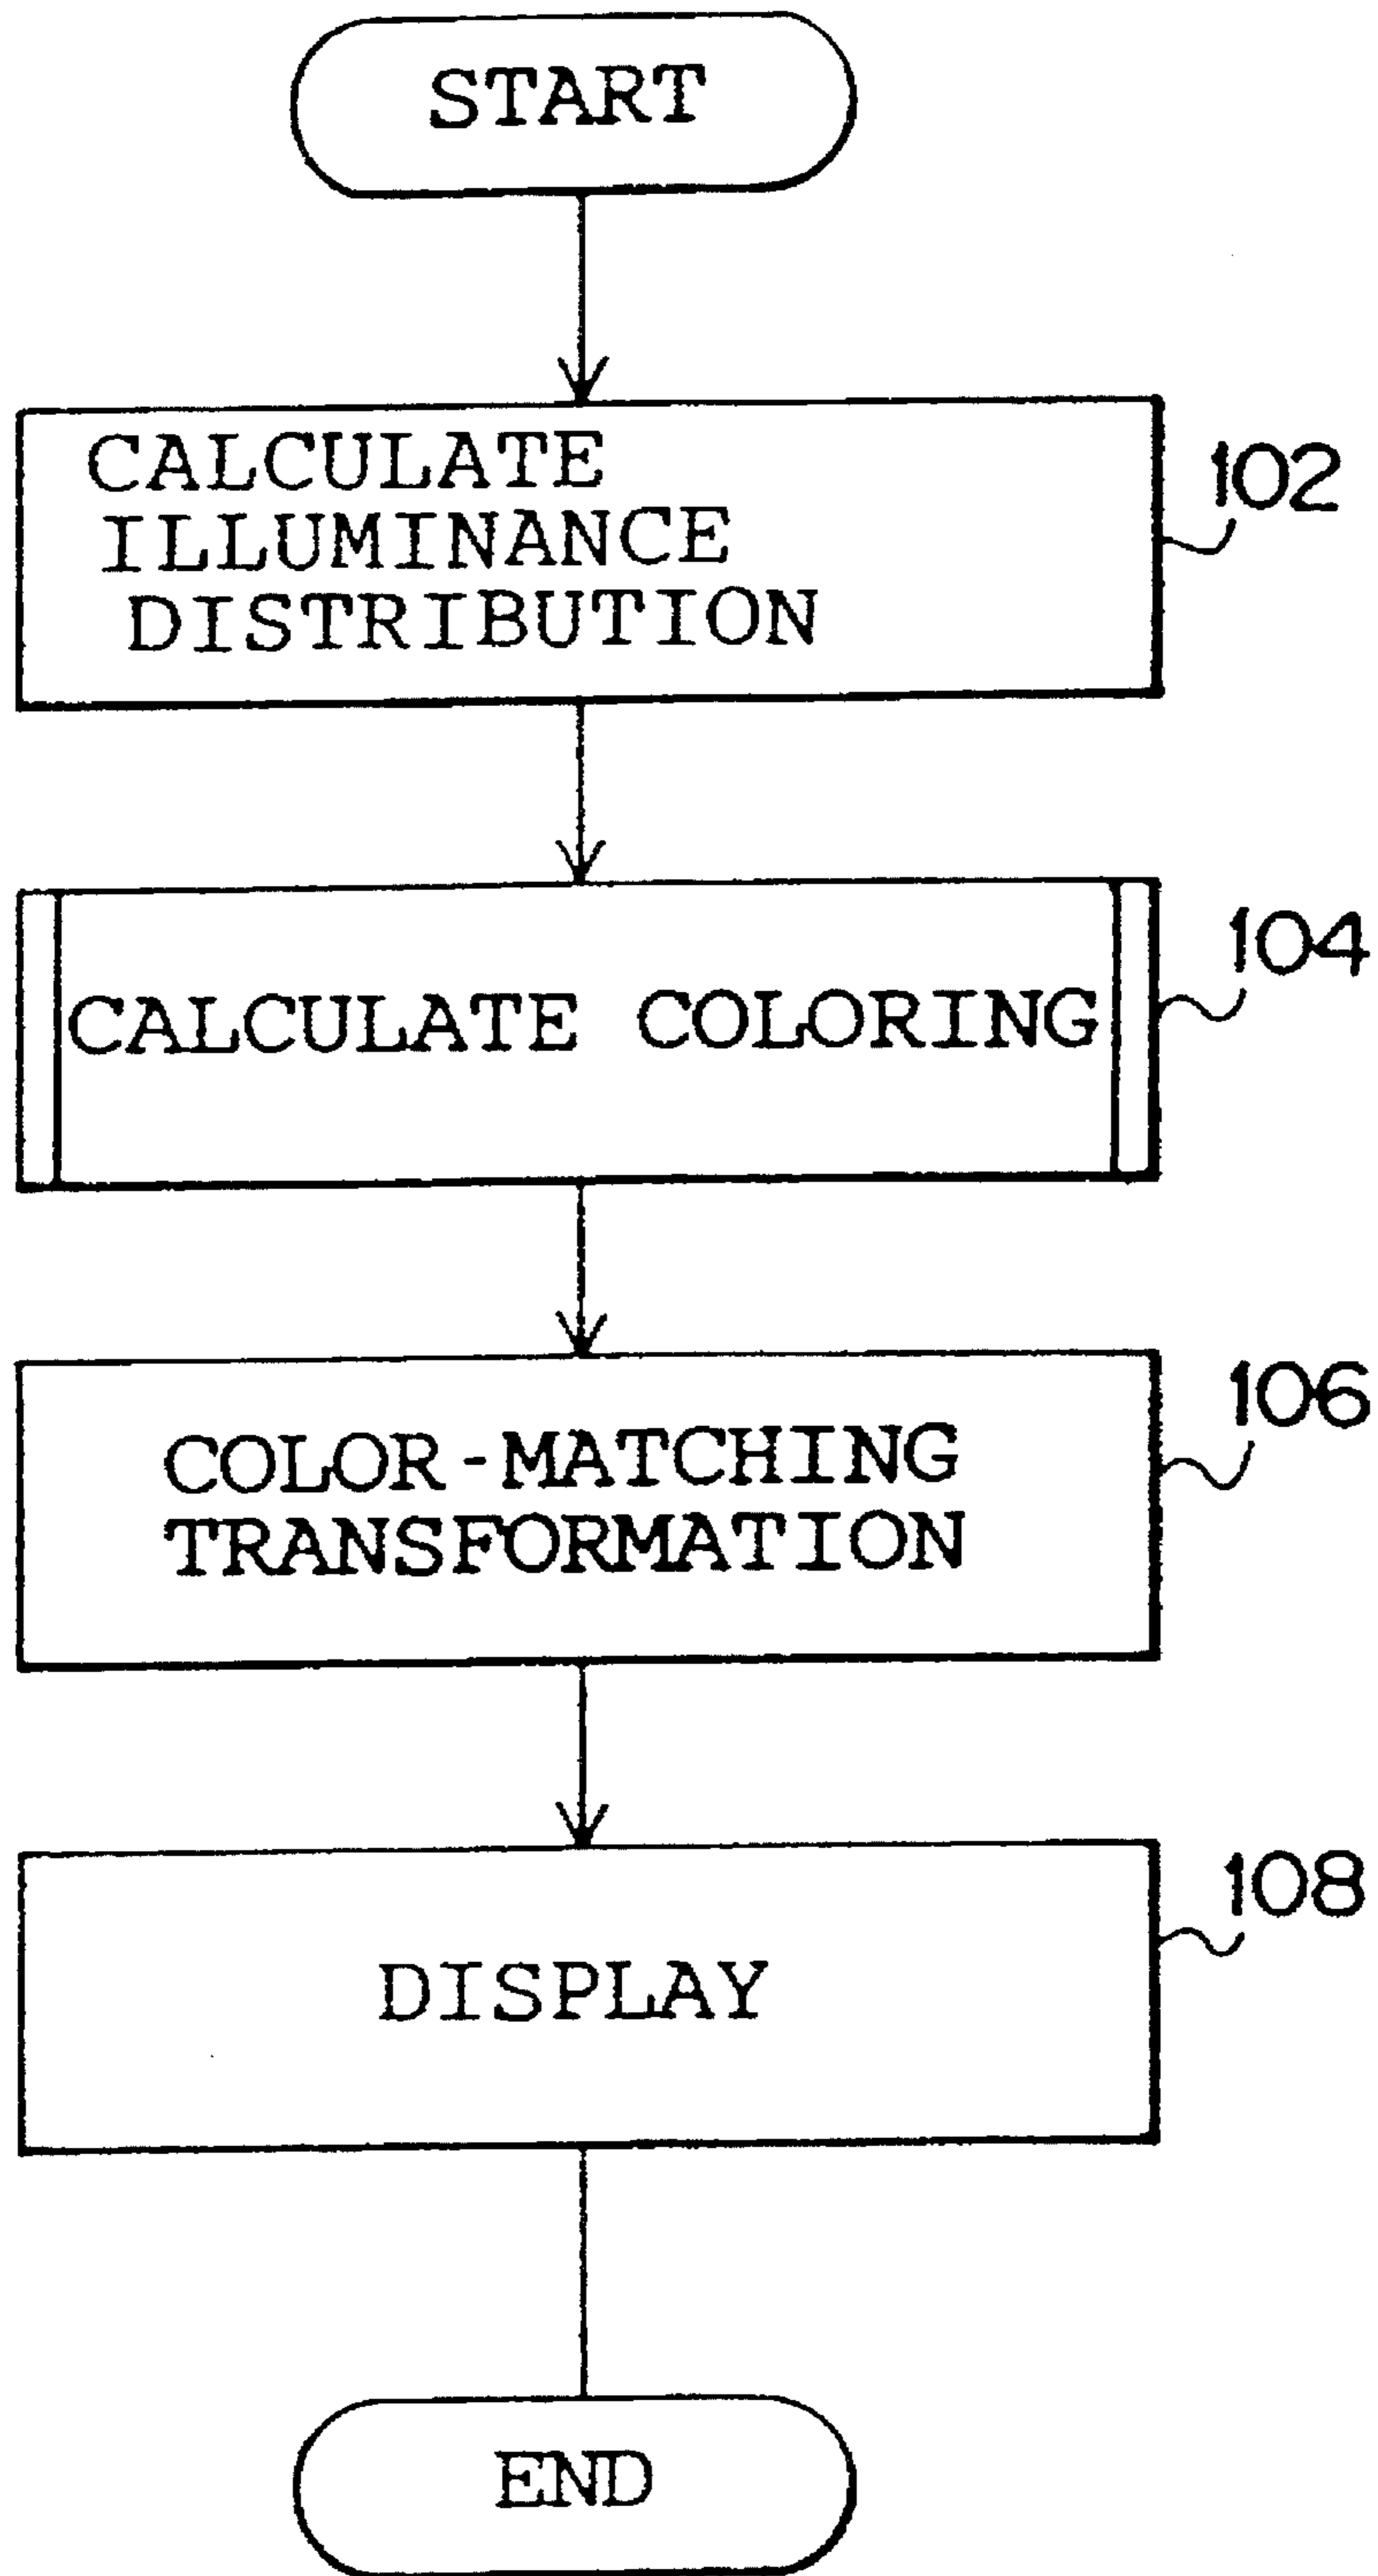 START
CALCULATE
ILLUMINANCE
DISTRIBUTION
102
CALCULATE COLORING
104
COLOR-MATCHING
TRANSFORMATION
106
DISPLAY
108
END